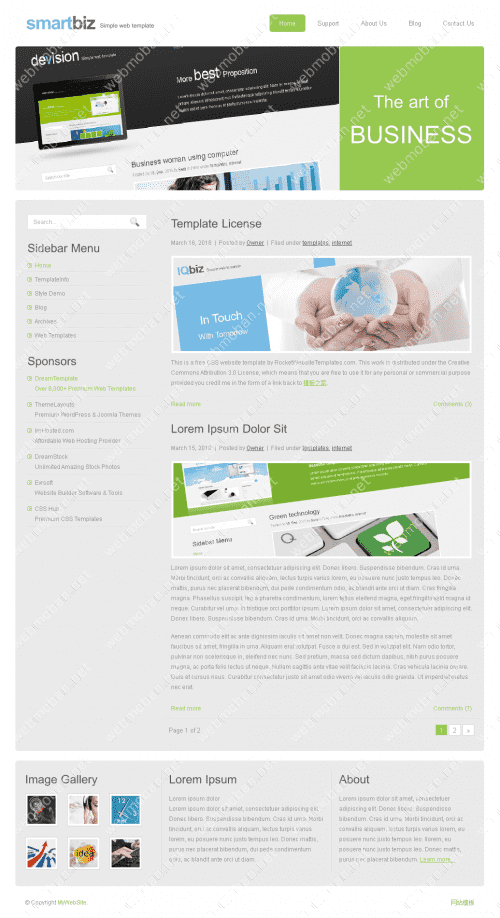 smartbiz Simple web template
Home Support About Us Blog Contact Us
devision Simple web template
More best Proposition
Business woman using computer
The art of
BUSINESS
Search...
Sidebar Menu
Home
TemplateInfo
Style Demo
Blog
Archives
Web Templates
Sponsors
DreamTemplate
Over 6,000+ Premium Web Templates
ThemeLayouts
Premium WordPress & Joomla Themes
ImHosted.com
Affordable Web Hosting Provider
DreamStock
Unlimited Amazing Stock Photos
Evrsoft
Website Builder Software & Tools
CSS Hub
Premium CSS Templates
Template License
March 16, 2010 | Posted by Owner | Filed under templates, internet
IQbiz
In Touch
With Tomorrow
This is a free CSS website template by RocketWebsiteTemplates.com. This work is distributed under the Creative
Commons Attribution 3.0 License, which means that you are free to use it for any personal or commercial purpose
provided you credit me in the form of a link back to 模板之家.
Read more Comments (3)
Lorem Ipsum Dolor Sit
March 15, 2010 | Posted by Owner | Filed under templates, internet
Green technology
Sidebar Menu
Lorem ipsum dolor sit amet, consectetuer adipiscing elit. Donec libero. Suspendisse bibendum. Cras id urna.
Morbi tincidunt, orci ac convallis aliquam, lectus turpis varius lorem, eu posuere nunc justo tempus leo. Donec
mattis, purus nec placerat bibendum, dui pede condimentum odio, ac blandit ante orci ut diam. Cras fringilla
magna. Phasellus suscipit, leo a pharetra condimentum, lorem tellus eleifend magna, eget fringilla velit magna id
neque. Curabitur vel urna. In tristique orci porttitor ipsum. Lorem ipsum dolor sit amet, consectetuer adipiscing elit.
Donec libero. Suspendisse bibendum. Cras id urna. Morbi tincidunt, orci ac convallis aliquam.
Aenean commodo elit ac ante dignissim iaculis sit amet non velit. Donec magna sapien, molestie sit amet
faucibus sit amet, fringilla in urna. Aliquam erat volutpat. Fusce a dui est. Sed in volutpat elit. Nam odio tortor,
pulvinar non scelerisque in, eleifend nec nunc. Sed pretium, massa sed dictum dapibus, nibh purus posuere
magna, ac porta felis lectus ut neque. Nullam sagittis ante vitae velit facilisis lacinia. Cras vehicula lacinia ornare.
Duis et cursus risus. Curabitur consectetur justo sit amet odio viverra vel iaculis odio gravida. Ut imperdiet metus
nec erat.
Read more Comments (7)
Page 1 of 2 1 2 »
Image Gallery
idea
Lorem Ipsum
Lorem ipsum dolor
Lorem ipsum dolor sit amet, consectetuer
adipiscing elit. Donec libero. Suspendisse
bibendum. Cras id urna. Morbi
tincidunt, orci ac convallis aliquam, lectus
turpis varius lorem, eu posuere nunc justo
tempus leo. Donec mattis, purus nec placerat
bibendum, dui pede condimentum
odio, ac blandit ante orci ut diam.
About
Lorem ipsum dolor sit amet, consectetuer
adipiscing elit. Donec libero. Suspendisse
bibendum. Cras id urna. Morbi tincidunt,
orci ac convallis aliquam, lectus turpis varius
lorem, eu posuere nunc justo tempus leo.
Donec mattis, purus nec placerat bibendum. Learn more...
© Copyright MyWebSite. 网站模板
webmoban.net